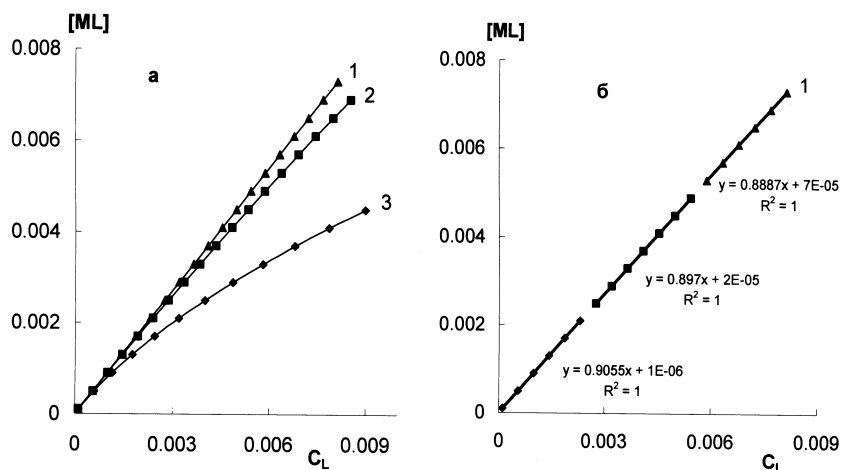 [ML]
0.008
0.006
0.004
0.002
0
а
1
2
3
0
0.003
0.006
0.009
C_L
[ML]
0.008
0.006
0.004
0.002
0
б
1
y = 0.8887x + 7E-05
R² = 1
y = 0.897x + 2E-05
R² = 1
y = 0.9055x + 1E-06
R² = 1
0
0.003
0.006
0.009
C_L